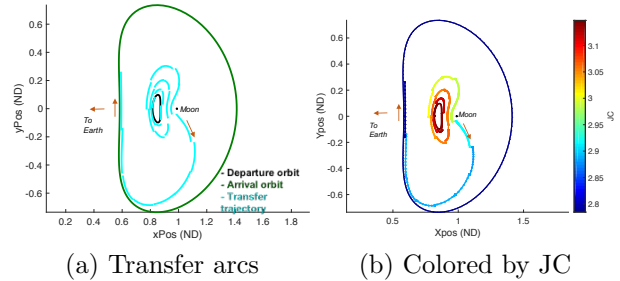 yPos (ND)
0.6
0.4
0.2
0
-0.2
-0.4
-0.6
To
Earth
Moon
- Departure orbit
- Arrival orbit
- Transfer
trajectory
0.2 0.4 0.6 0.8 1 1.2 1.4 1.6 1.8
xPos (ND)
(a) Transfer arcs
Ypos (ND)
0.6
0.4
0.2
0
-0.2
-0.4
-0.6
To
Earth
Moon
0.5 1 1.5
Xpos (ND)
3.1
3.05
3
2.95
2.9
2.85
2.8
JC
(b) Colored by JC